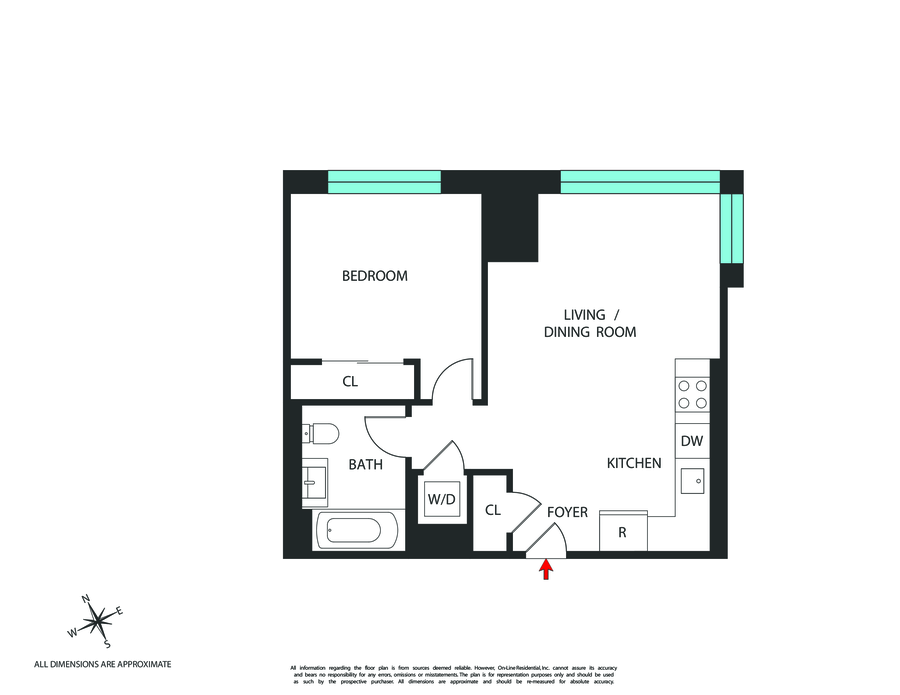 BEDROOM
LIVING / 
DINING ROOM
CL
BATH
DW
KITCHEN
W/D
CL
FOYER
R
N
E
W
S
ALL DIMENSIONS ARE APPROXIMATE
All information regarding the floor plan is from sources deemed reliable. However, On-Line Residential, Inc. cannot assure its accuracy
and bears no responsibility for any errors, omissions or misstatements. The plan is for representation purposes only and should be used
as such by the prospective purchaser. All dimensions are approximate and should be re-measured for absolute accuracy.